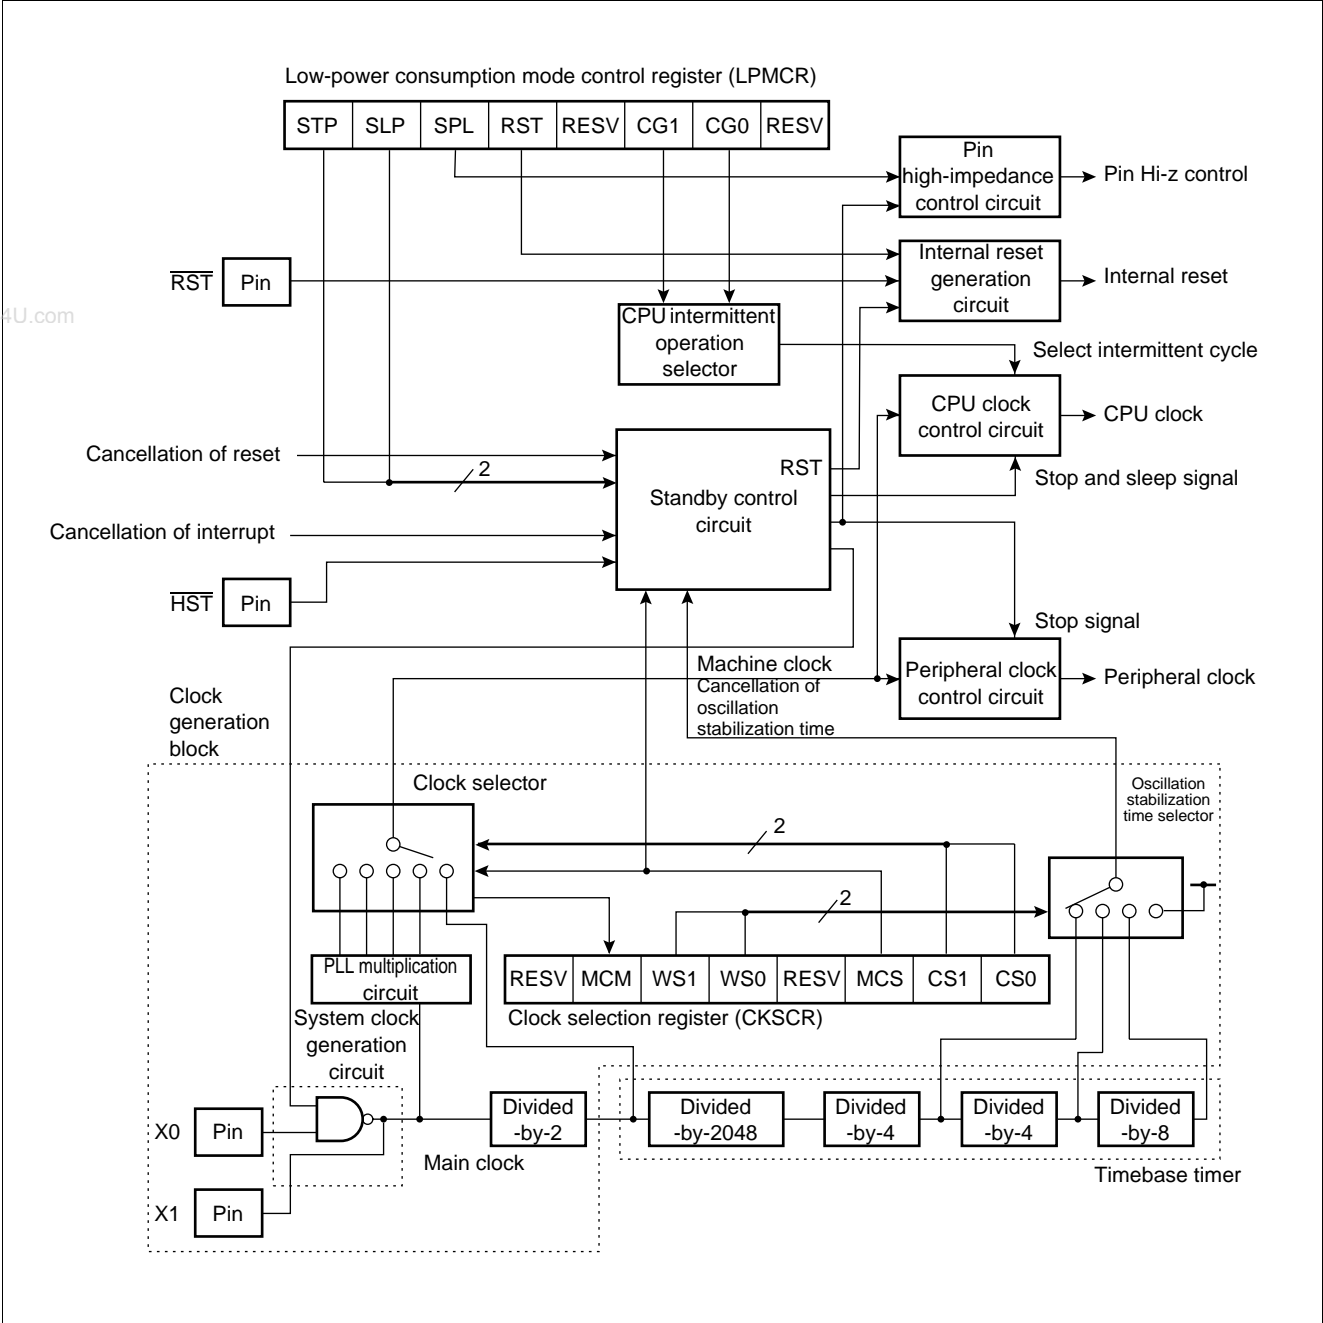 Low-power consumption mode control register (LPMCR)
STP SLP SPL RST RESV CG1 CG0 RESV
Pin
high-impedance
control circuit
Pin Hi-z control
RST
Pin
Internal reset
generation
circuit
Internal reset
4U.com
CPU intermittent
operation
selector
Select intermittent cycle
CPU clock
control circuit
CPU clock
Cancellation of reset
2
RST
Standby control
circuit
Stop and sleep signal
Cancellation of interrupt
HST
Pin
Stop signal
Machine clock
Peripheral clock
control circuit
Peripheral clock
Cancellation of
oscillation
stabilization time
Clock
generation
block
Clock selector
Oscillation
stabilization
time selector
2
2
PLL multiplication
circuit
RESV MCM WS1 WS0 RESV MCS CS1 CS0
Clock selection register (CKSCR)
System clock
generation
circuit
X0
Pin
Divided
-by-2
Divided
-by-2048
Divided
-by-4
Divided
-by-4
Divided
-by-8
Main clock
Timebase timer
X1
Pin